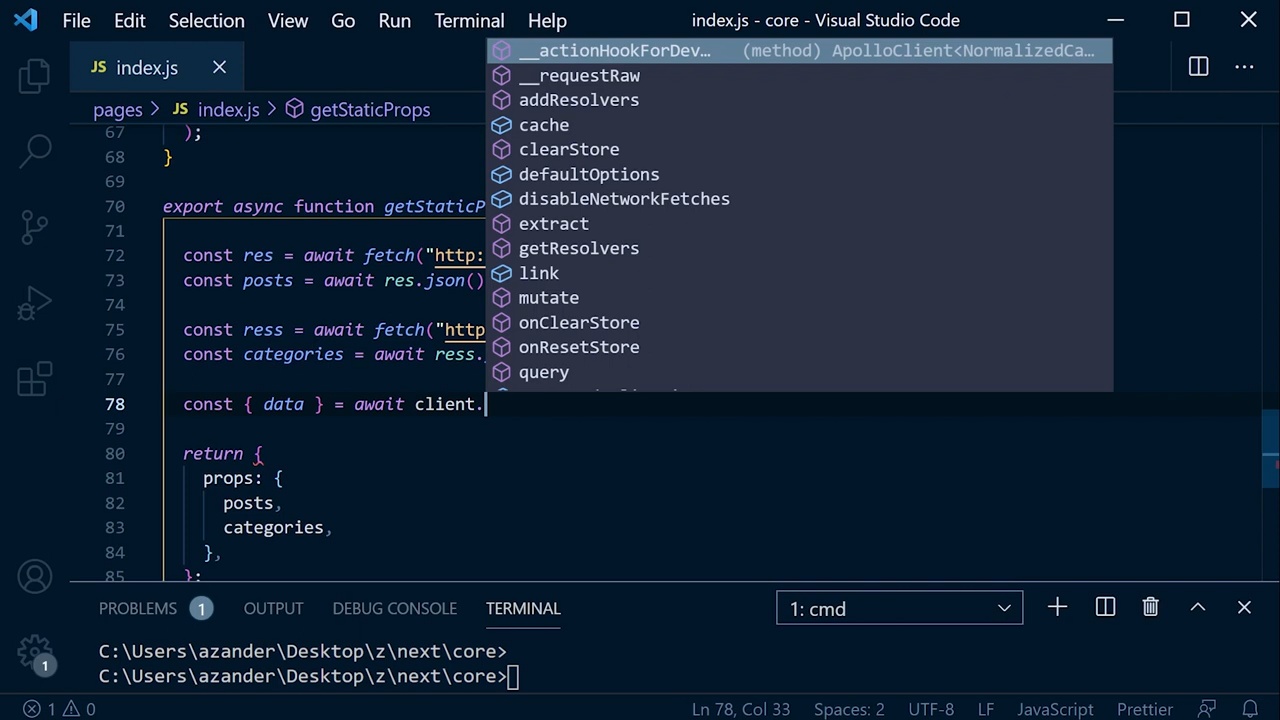 File Edit Selection View Go Run Terminal Help index.js - core - Visual Studio Code
JS index.js
pages > JS index.js > getStaticProps
__actionHookForDev… (method) ApolloClient<NormalizedCa…
__requestRaw
addResolvers
cache
clearStore
defaultOptions
disableNetworkFetches
extract
getResolvers
link
mutate
onClearStore
onResetStore
query
67 );
68 }
69
70 export async function getStaticP
71
72 const res = await fetch("http:
73 const posts = await res.json()
74
75 const ress = await fetch("http
76 const categories = await ress.
77
78 const { data } = await client.
79
80 return {
81 props: {
82 posts,
83 categories,
84 },
85 };
PROBLEMS 1 OUTPUT DEBUG CONSOLE TERMINAL 1: cmd
C:\Users\azander\Desktop\z\next\core>
C:\Users\azander\Desktop\z\next\core>
1
1 0 Ln 78, Col 33 Spaces: 2 UTF-8 LF JavaScript Prettier